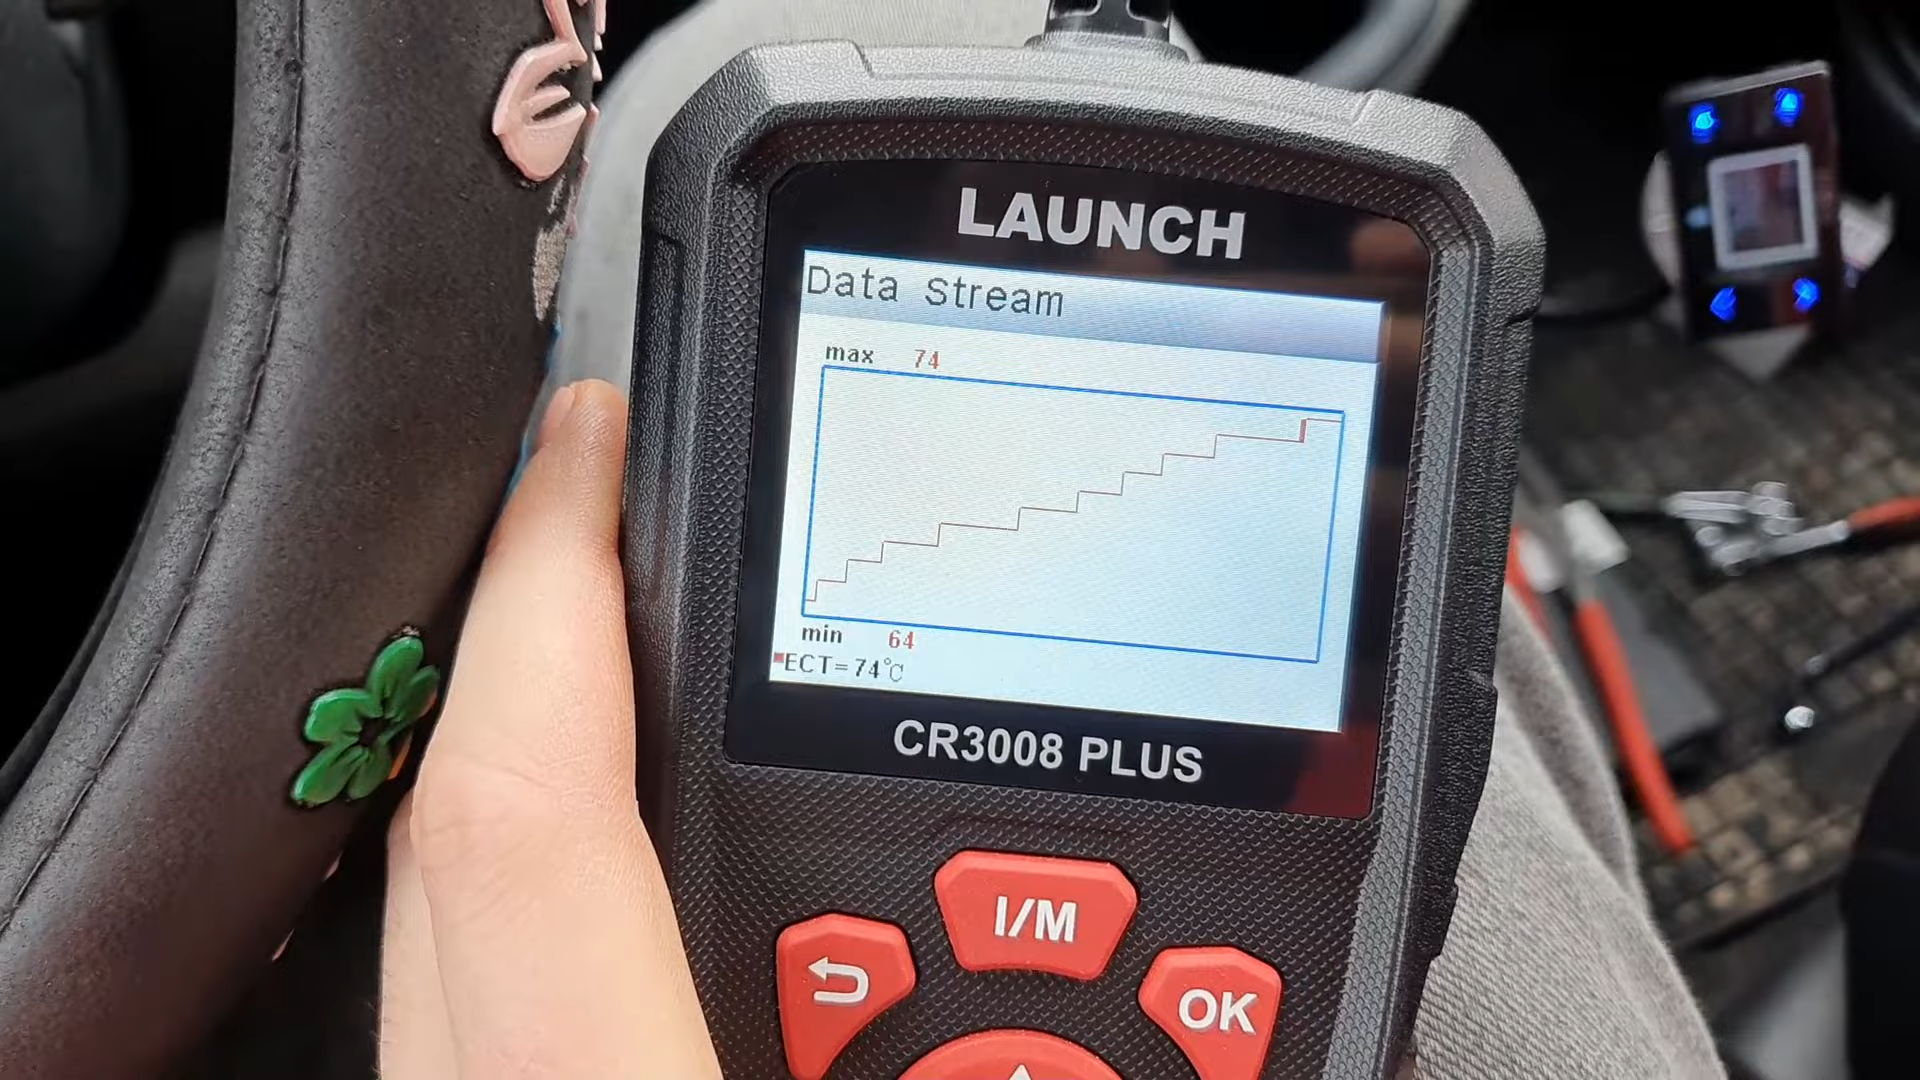 LAUNCH
Data Stream
max 74
min 64
ECT=74℃
CR3008 PLUS
I/M
OK